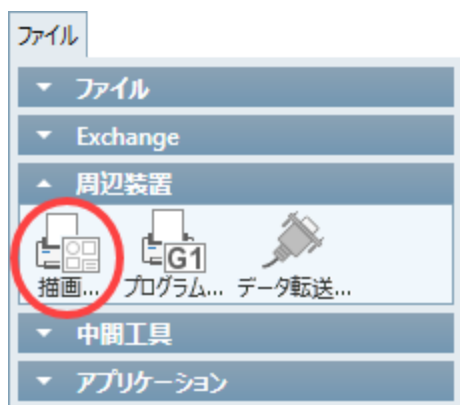 ファイル
ファイル
Exchange
周辺装置
G1
描画... プログラム... データ転送...
中間工具
アプリケーション